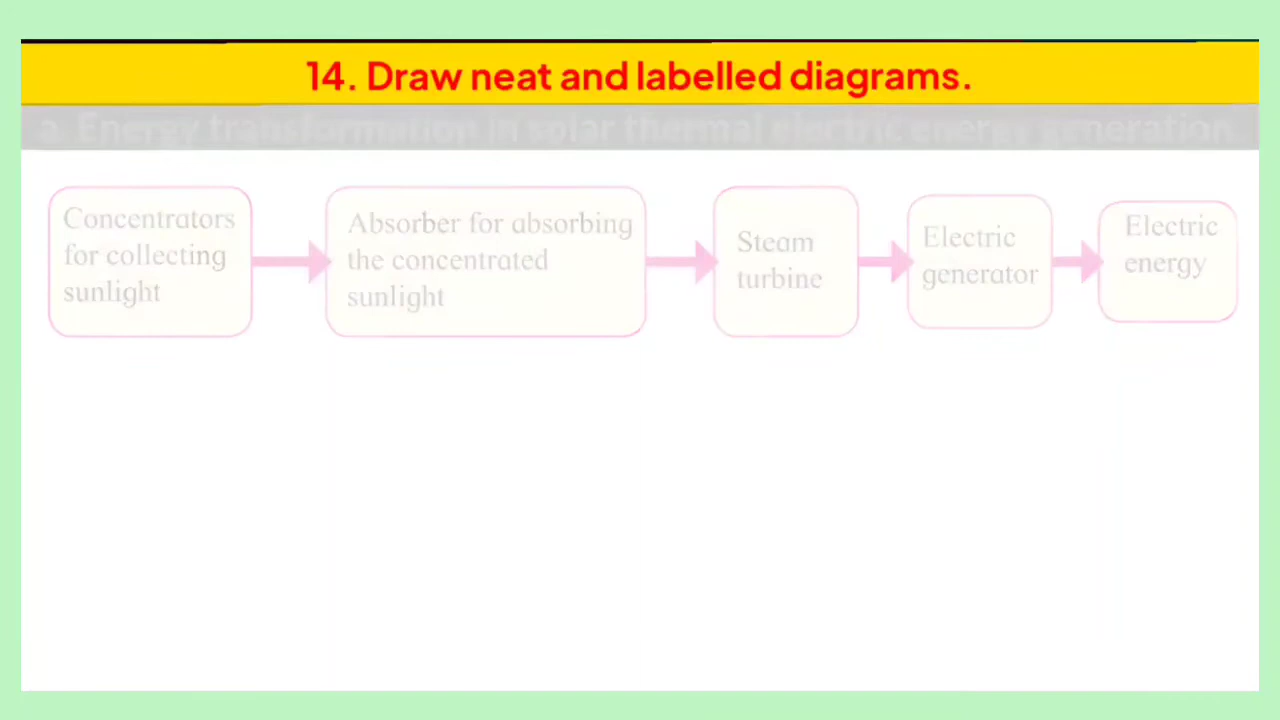 14. Draw neat and labelled diagrams.
a. Energy transformation in solar thermal electric energy generation.
Concentrators
for collecting
sunlight
Absorber for absorbing
the concentrated
sunlight
Steam
turbine
Electric
generator
Electric
energy